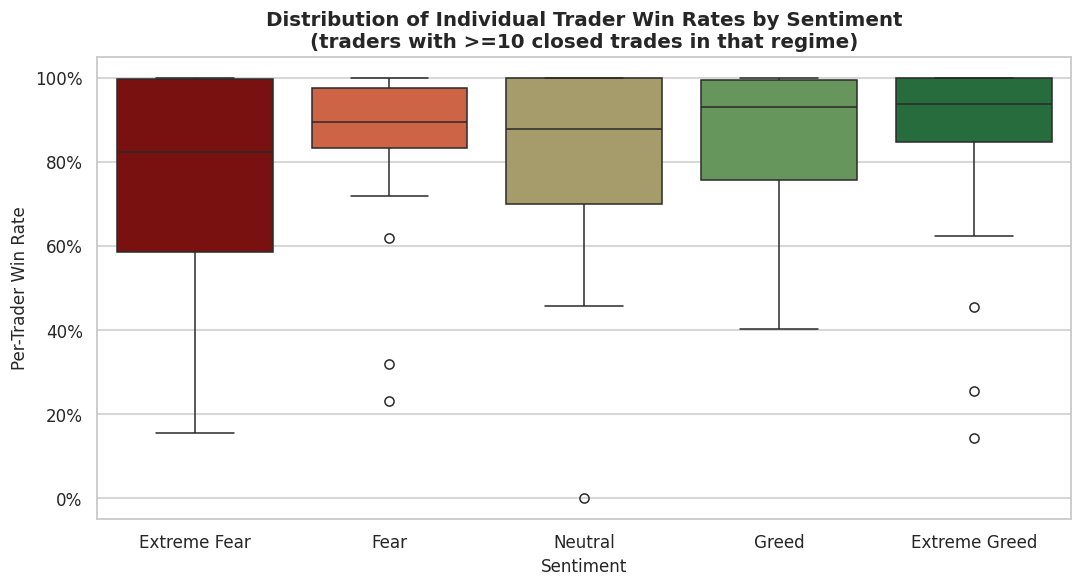 Distribution of Individual Trader Win Rates by Sentiment
(traders with >=10 closed trades in that regime)
Per-Trader Win Rate
100%
80%
60%
40%
20%
0%
Extreme Fear
Fear
Neutral
Greed
Extreme Greed
Sentiment